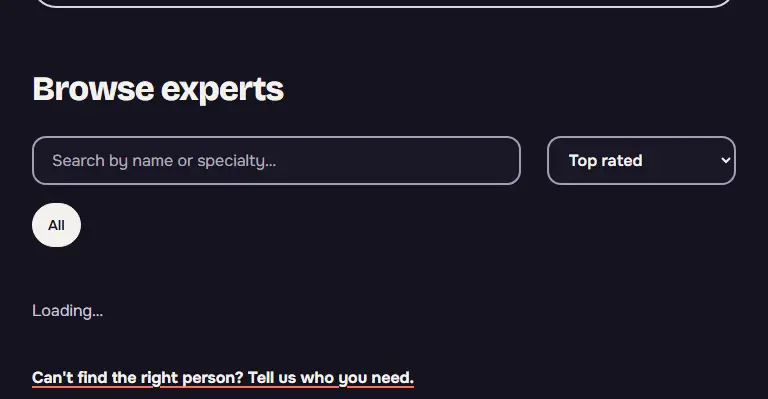 Browse experts
Search by name or specialty...
Top rated
All
Loading...
Can't find the right person? Tell us who you need.